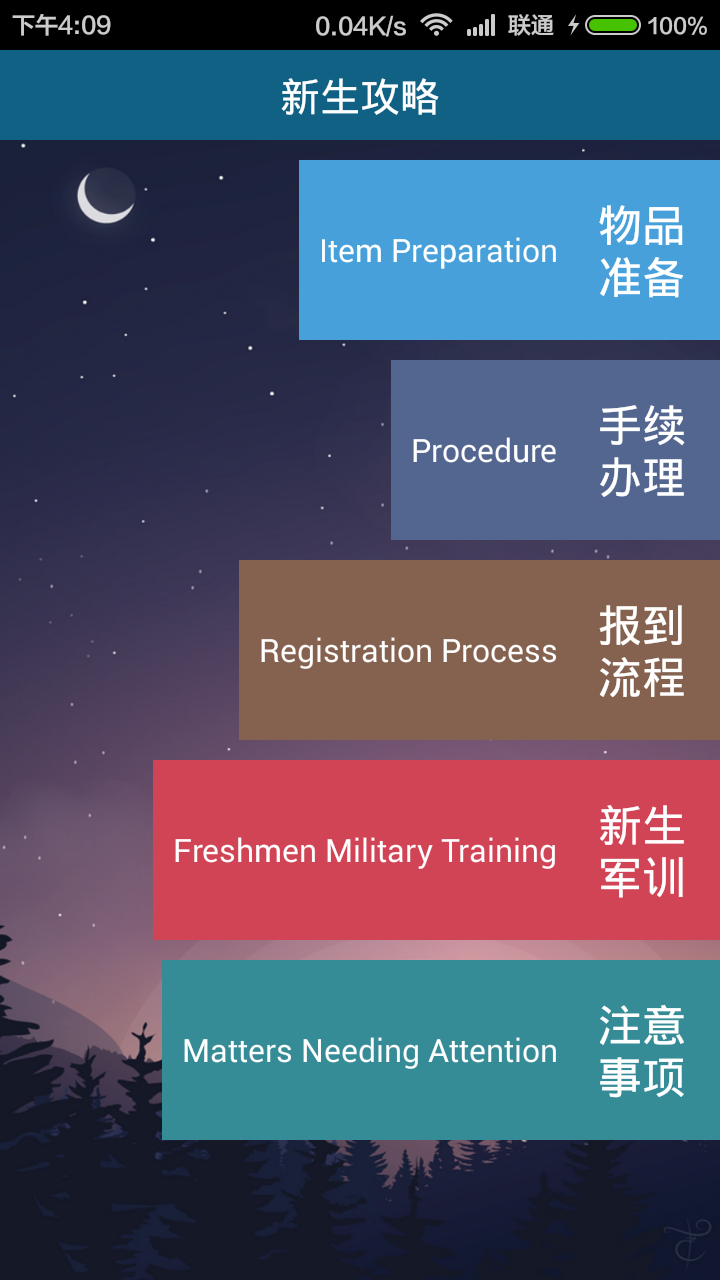 下午4:09 0.04K/s 联通 100%
新生攻略
Item Preparation
物品
准备
Procedure
手续
办理
Registration Process
报到
流程
Freshmen Military Training
新生
军训
Matters Needing Attention
注意
事项